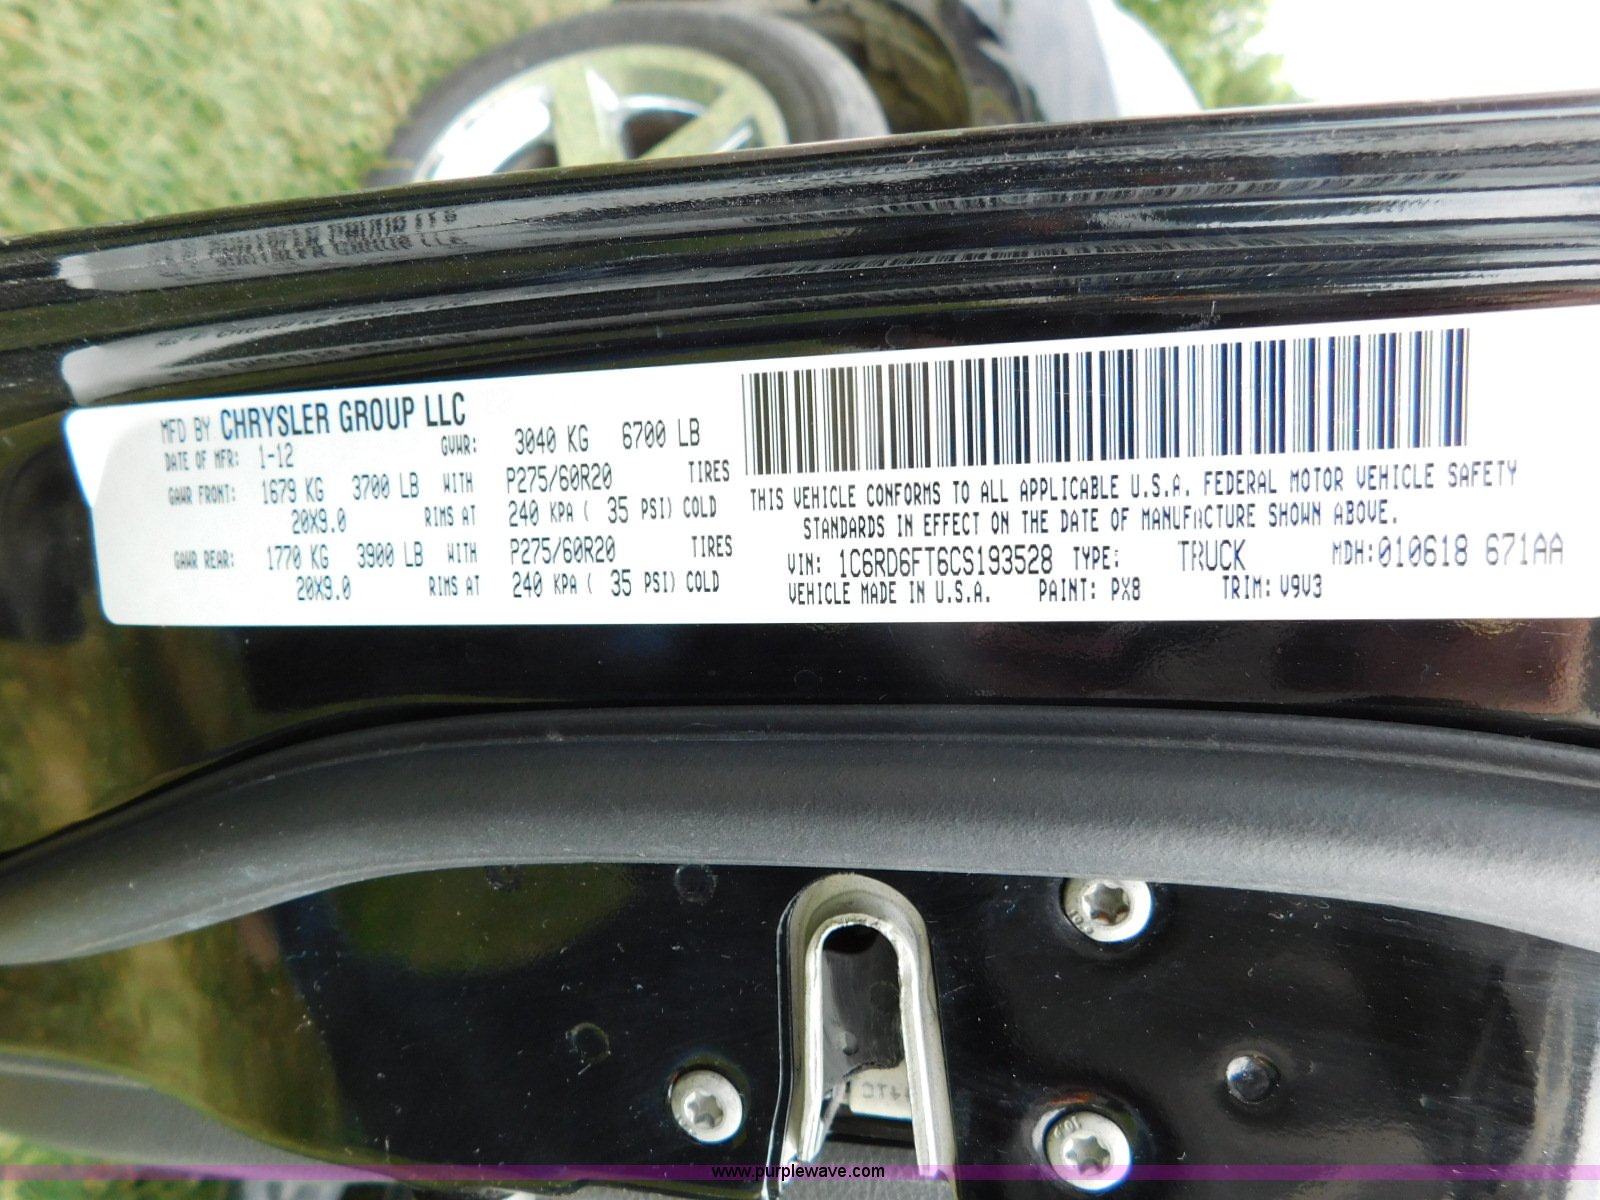 MFD BY CHRYSLER GROUP LLC
DATE OF MFR: 1-12 GVWR: 3040 KG 6700 LB
GAWR FRONT: 1679 KG 3700 LB WITH P275/60R20 TIRES
20X9.0 RIMS AT 240 KPA ( 35 PSI) COLD
GAWR REAR: 1770 KG 3900 LB WITH P275/60R20 TIRES
20X9.0 RIMS AT 240 KPA ( 35 PSI) COLD
THIS VEHICLE CONFORMS TO ALL APPLICABLE U.S.A. FEDERAL MOTOR VEHICLE SAFETY
STANDARDS IN EFFECT ON THE DATE OF MANUFACTURE SHOWN ABOVE.
VIN: 1C6RD6FT6CS193528 TYPE: TRUCK MDH:010618 671AA
VEHICLE MADE IN U.S.A. PAINT: PX8 TRIM: V9V3
www.purplewave.com